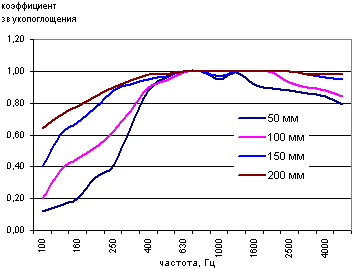 коэффициент
звукопоглощения
1,20
1,00
0,80
0,60
0,40
0,20
0,00
50 мм
100 мм
150 мм
200 мм
100 160 250 400 630 1000 1600 2500 4000
частота, Гц